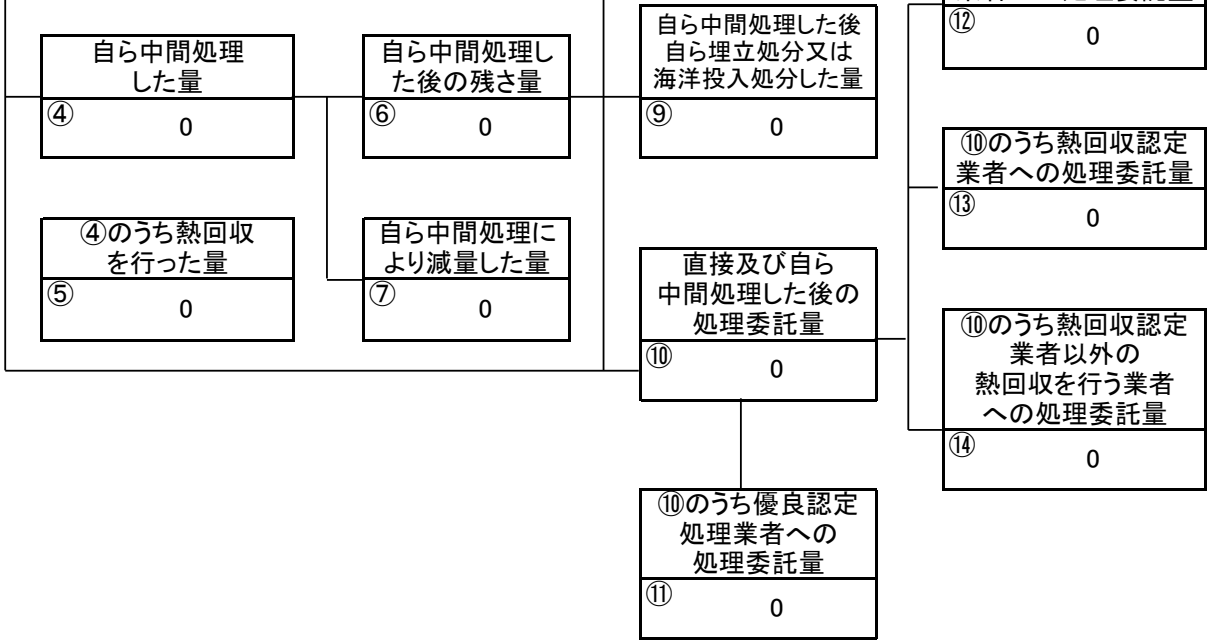 自ら中間処理
した量
④
0
④のうち熱回収
を行った量
⑤
0
自ら中間処理し
た後の残さ量
⑥
0
自ら中間処理に
より減量した量
⑦
0
自ら中間処理した後
自ら埋立処分又は
海洋投入処分した量
⑨
0
直接及び自ら
中間処理した後の
処理委託量
⑩
0
⑩のうち優良認定
処理業者への
処理委託量
⑪
0
⑫
0
⑩のうち熱回収認定
業者への処理委託量
⑬
0
⑩のうち熱回収認定
業者以外の
熱回収を行う業者
への処理委託量
⑭
0